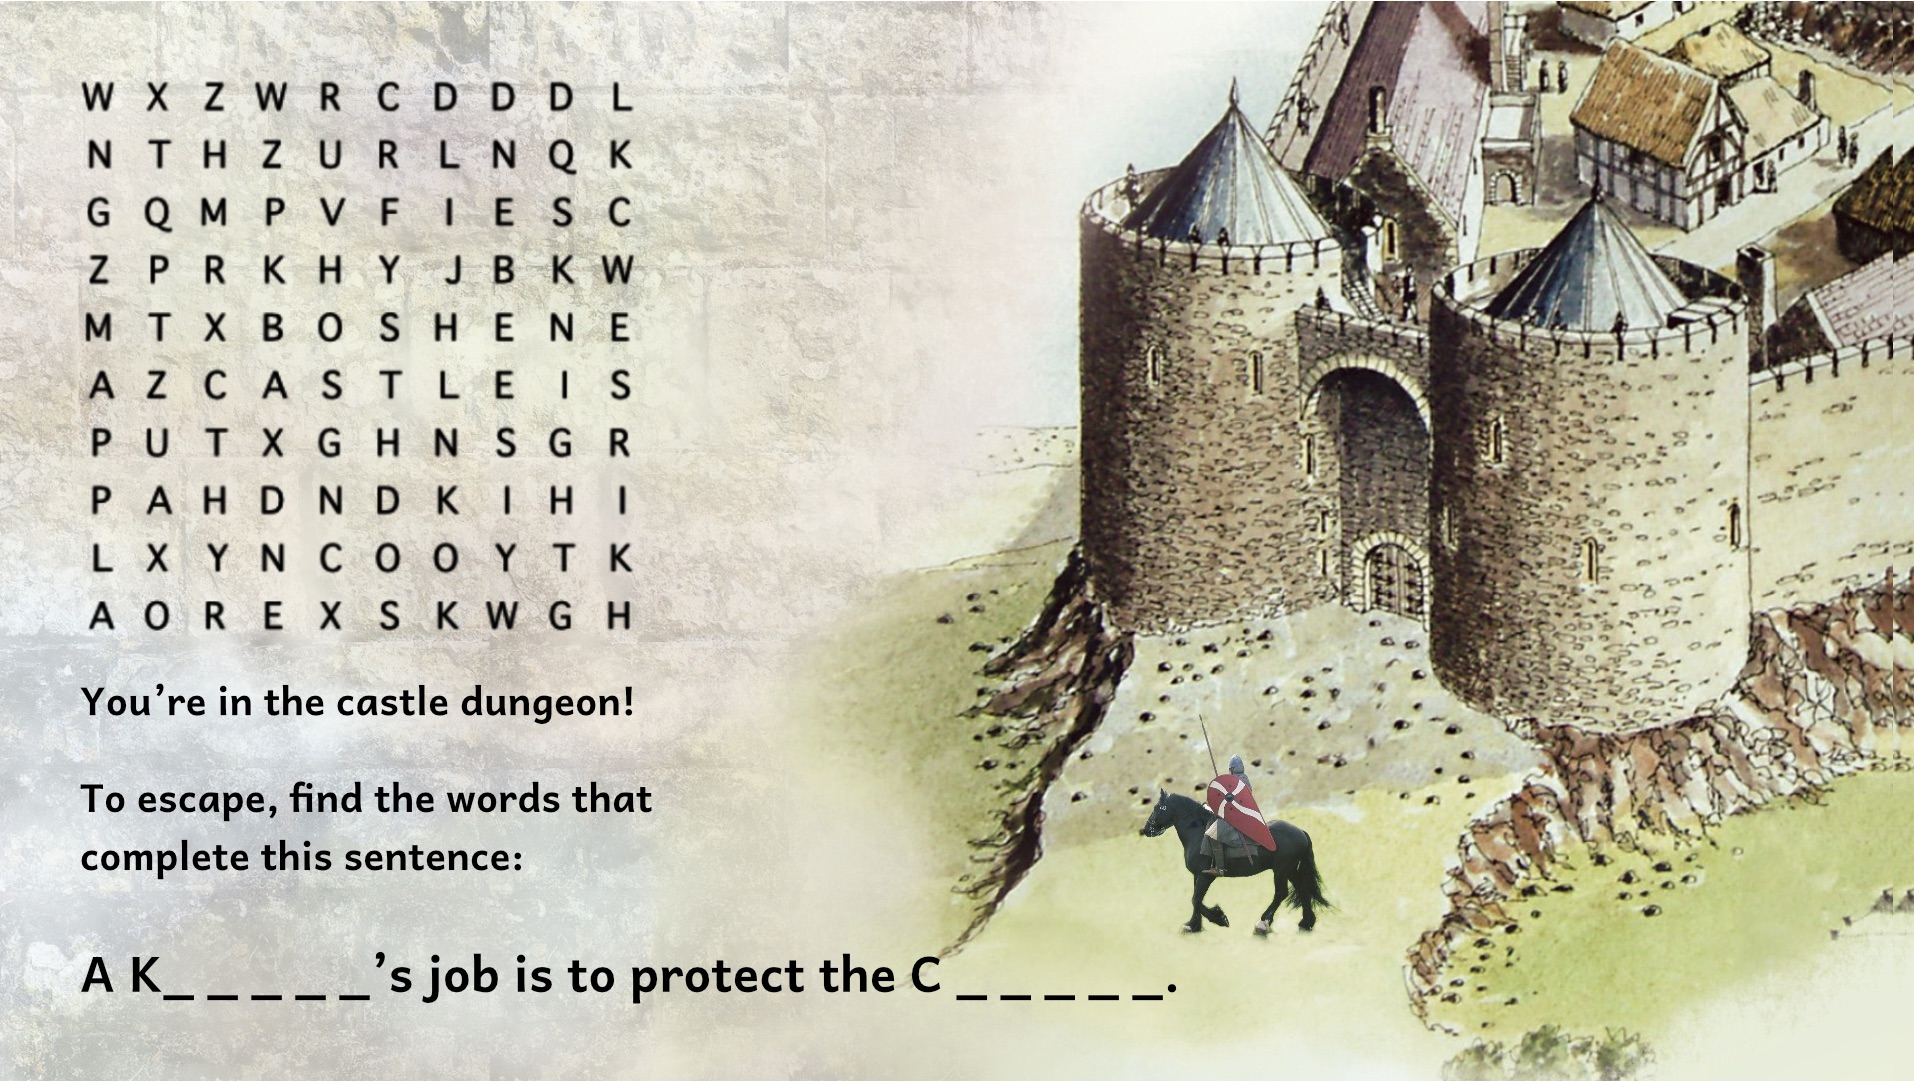 W X Z W R C D D D L
N T H Z U R L N Q K
G Q M P V F I E S C
Z P R K H Y J B K W
M T X B O S H E N E
A Z C A S T L E I S
P U T X G H N S G R
P A H D N D K I H I
L X Y N C O O Y T K
A O R E X S K W G H
You’re in the castle dungeon!
To escape, find the words that
complete this sentence:
A K_ _ _ _ _’s job is to protect the C _ _ _ _ _.